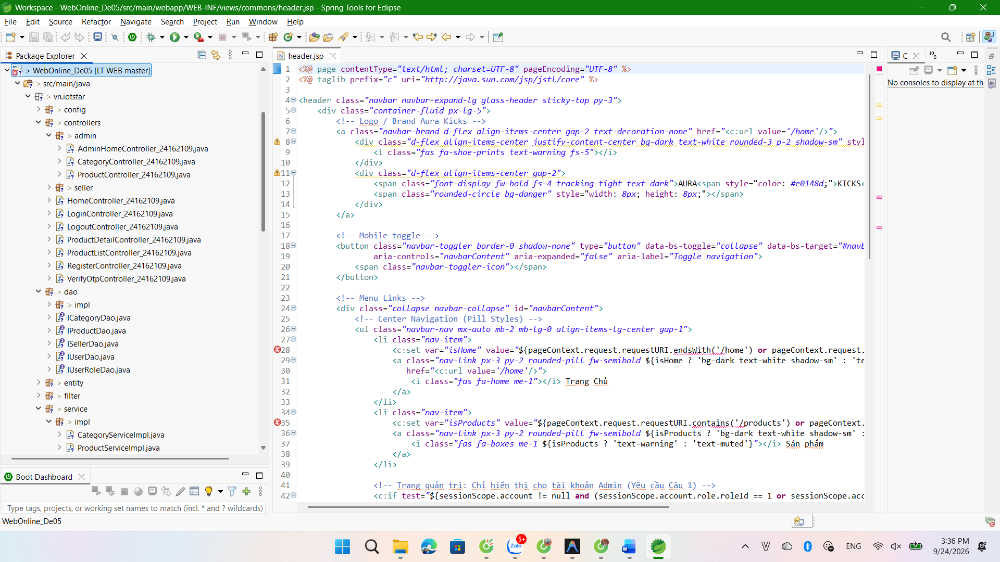 Workspace - WebOnline_De05/src/main/webapp/WEB-INF/views/commons/header.jsp - Spring Tools for Eclipse
File Edit Source Refactor Navigate Search Project Run Window Help
Package Explorer
> WebOnline_De05 [LT WEB master]
> src/main/java
> vn.iotstar
> config
> controllers
> admin
AdminHomeController_24162109.java
CategoryController_24162109.java
ProductController_24162109.java
> seller
HomeController_24162109.java
LoginController_24162109.java
LogoutController_24162109.java
ProductDetailController_24162109.java
ProductListController_24162109.java
RegisterController_24162109.java
VerifyOtpController_24162109.java
> dao
> impl
ICategoryDao.java
IProductDao.java
ISellerDao.java
IUserDao.java
IUserRoleDao.java
> entity
> filter
> service
> impl
CategoryServiceImpl.java
ProductServiceImpl.java
Boot Dashboard
Type tags, projects, or working set names to match (incl. * and ? wildcards)
WebOnline_De05
header.jsp
1 <%@ page contentType="text/html; charset=UTF-8" pageEncoding="UTF-8" %>
2 <%@ taglib prefix="c" uri="http://java.sun.com/jsp/jstl/core" %>
3
4 <header class="navbar navbar-expand-lg glass-header sticky-top py-3">
5 <div class="container-fluid px-lg-5">
6 <!-- Logo / Brand Aura Kicks -->
7 <a class="navbar-brand d-flex align-items-center gap-2 text-decoration-none" href="<c:url value='/home'/>">
8 <div class="d-flex align-items-center justify-content-center bg-dark text-white rounded-3 p-2 shadow-sm" styl
9 <i class="fas fa-shoe-prints text-warning fs-5"></i>
10 </div>
11 <div class="d-flex align-items-center gap-2">
12 <span class="font-display fw-bold fs-4 tracking-tight text-dark">AURA<span style="color: #e0148d;">KICKS<
13 <span class="rounded-circle bg-danger" style="width: 8px; height: 8px;"></span>
14 </div>
15 </a>
16
17 <!-- Mobile toggle -->
18 <button class="navbar-toggler border-0 shadow-none" type="button" data-bs-toggle="collapse" data-bs-target="#navb
19 aria-controls="navbarContent" aria-expanded="false" aria-label="Toggle navigation">
20 <span class="navbar-toggler-icon"></span>
21 </button>
22
23 <!-- Menu Links -->
24 <div class="collapse navbar-collapse" id="navbarContent">
25 <!-- Center Navigation (Pill Styles) -->
26 <ul class="navbar-nav mx-auto mb-2 mb-lg-0 align-items-lg-center gap-1">
27 <li class="nav-item">
28 <c:set var="isHome" value="${pageContext.request.requestURI.endsWith('/home') or pageContext.request.
29 <a class="nav-link px-3 py-2 rounded-pill fw-semibold ${isHome ? 'bg-dark text-white shadow-sm' : 'te
30 href="<c:url value='/home'/>">
31 <i class="fas fa-home me-1"></i> Trang Chủ
32 </a>
33 </li>
34 <li class="nav-item">
35 <c:set var="isProducts" value="${pageContext.request.requestURI.contains('/products') or pageContext.
36 <a class="nav-link px-3 py-2 rounded-pill fw-semibold ${isProducts ? 'bg-dark text-white shadow-sm' :
37 <i class="fas fa-boxes me-1 ${isProducts ? 'text-warning' : 'text-muted'}"></i> Sản phẩm
38 </a>
39 </li>
40
41 <!-- Trang quản trị: Chỉ hiển thị cho tài khoản Admin (Yêu cầu Câu 1) -->
42 <c:if test="${sessionScope.account != null and (sessionScope.account.role.roleId == 1 or sessionScope.acc
C
5
No consoles to display at th
5+
Zalo
ENG
3:36 PM
9/24/2026